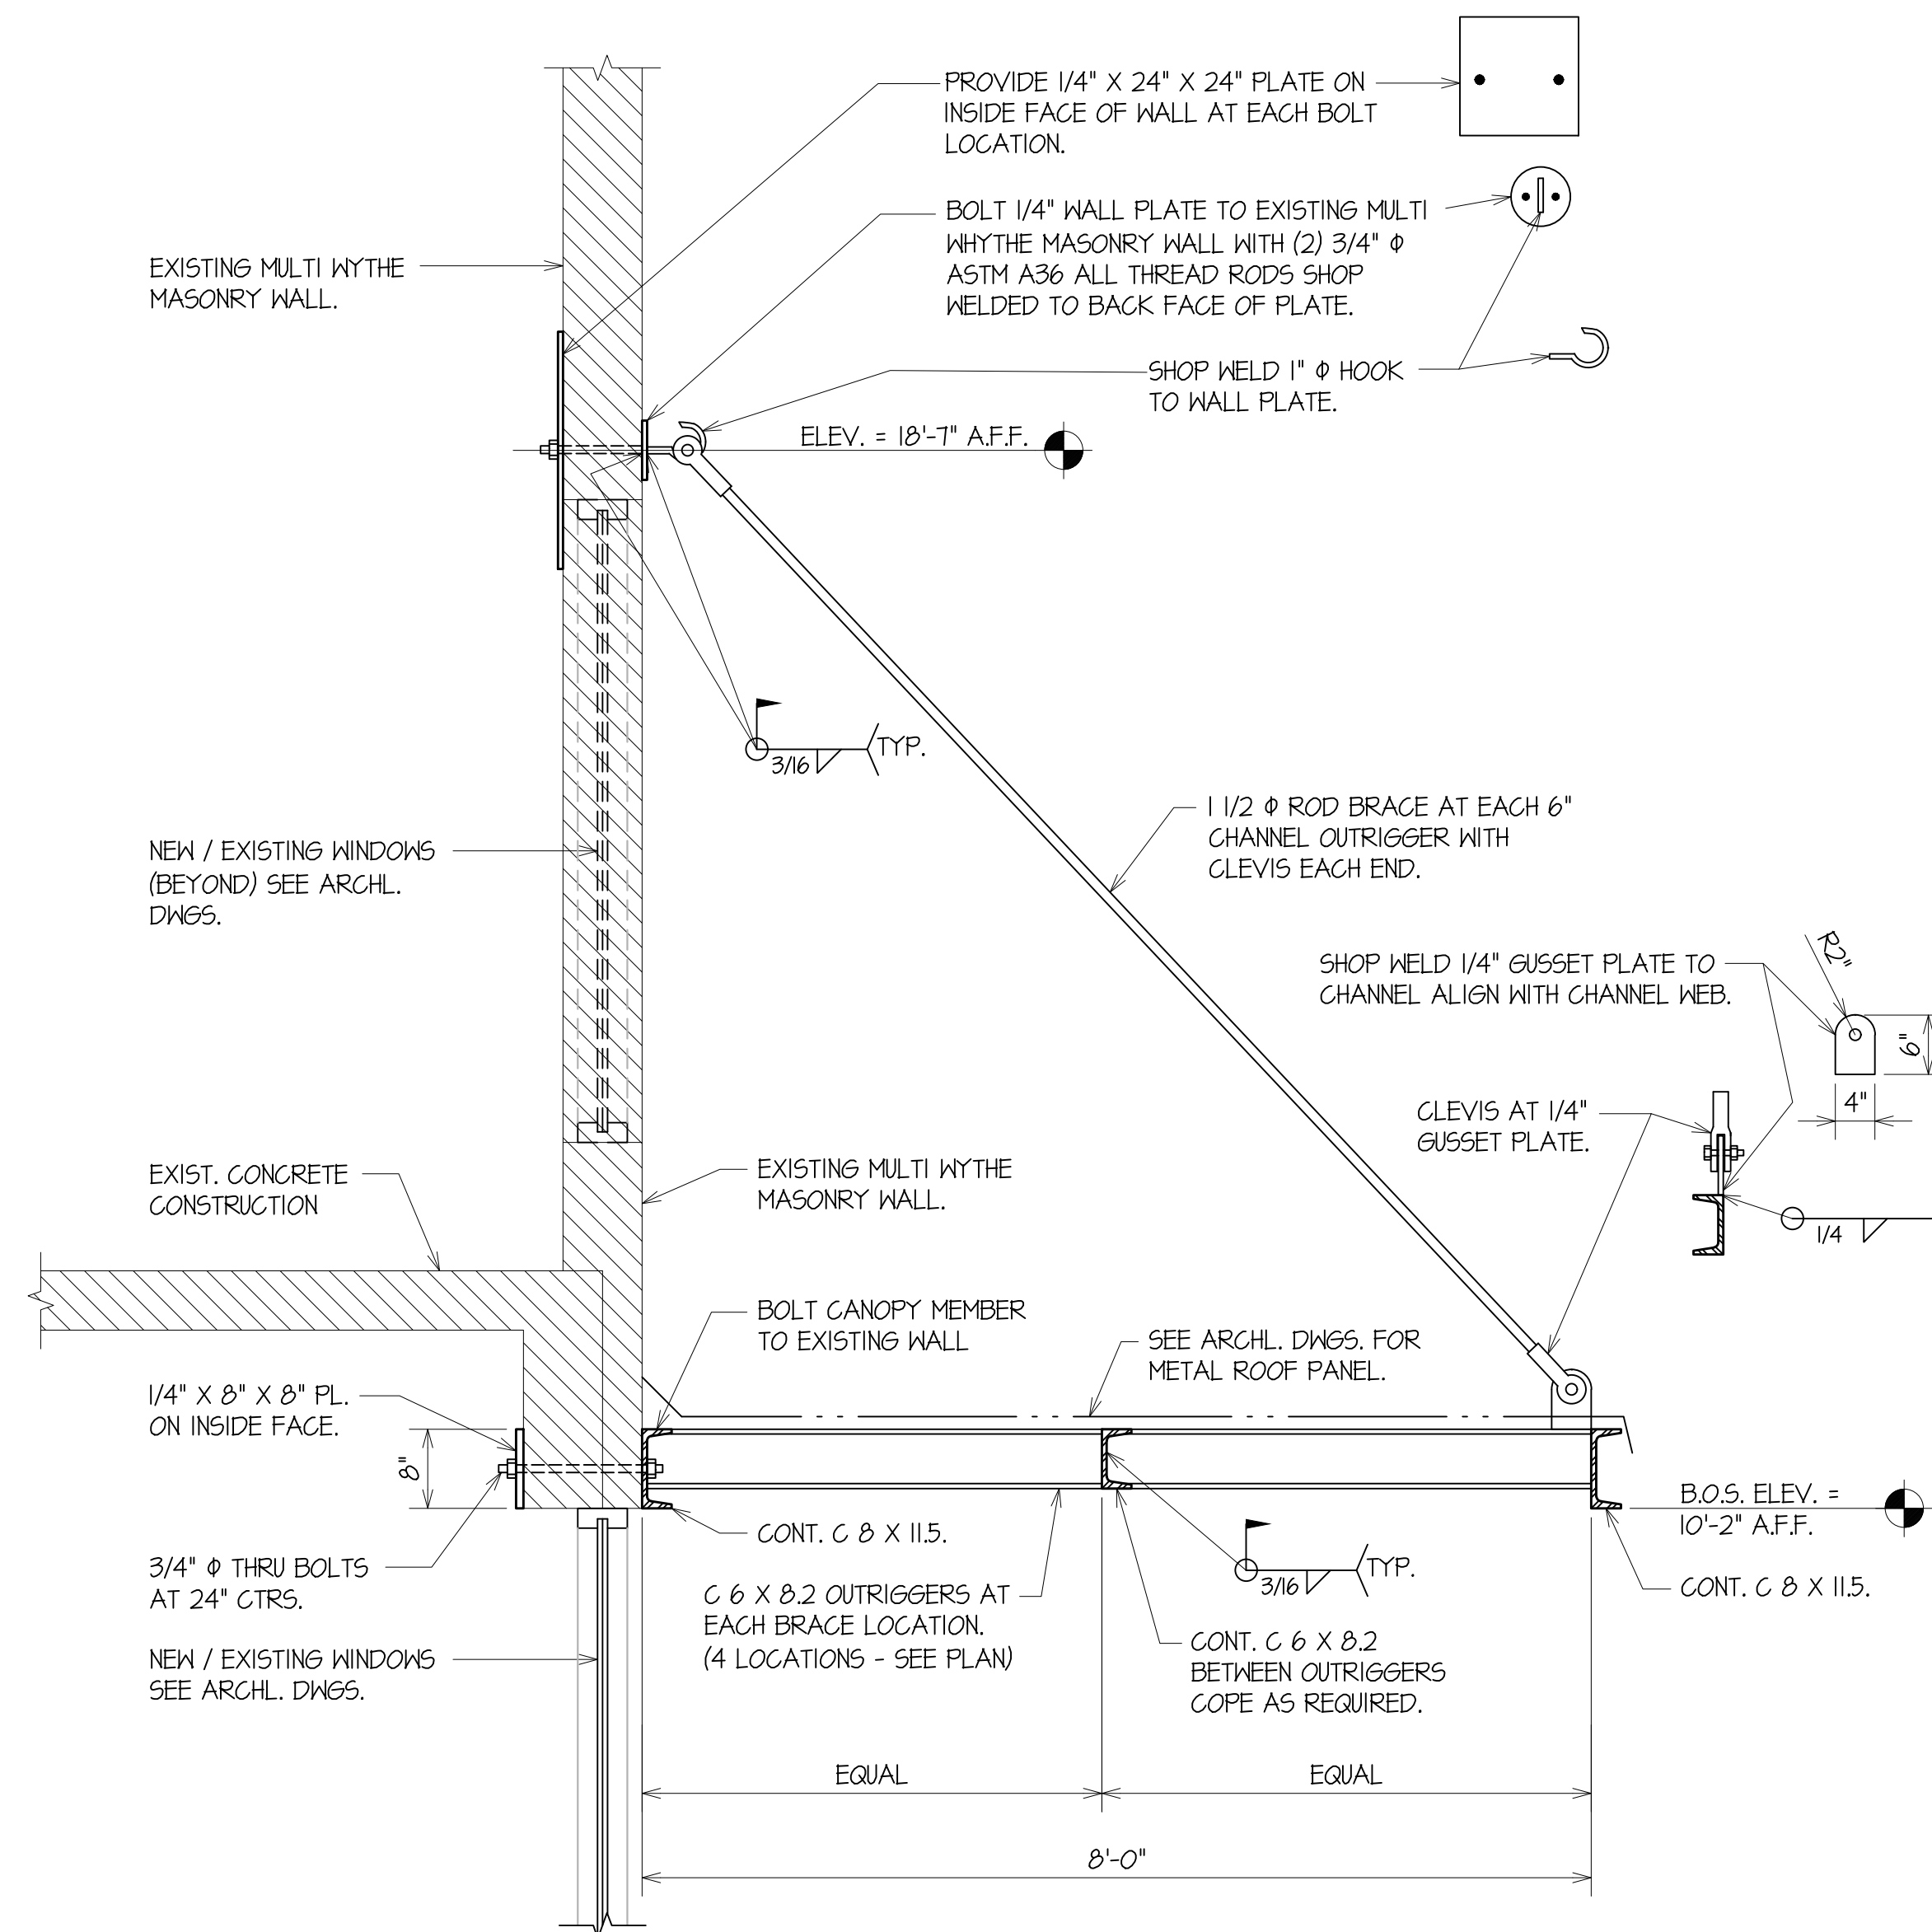 PROVIDE 1/4" X 24" X 24" PLATE ON
INSIDE FACE OF WALL AT EACH BOLT
LOCATION.
BOLT 1/4" WALL PLATE TO EXISTING MULTI
WHYTHE MASONRY WALL WITH (2) 3/4" Φ
ASTM A36 ALL THREAD RODS SHOP
WELDED TO BACK FACE OF PLATE.
EXISTING MULTI WYTHE
MASONRY WALL.
SHOP WELD 1" Φ HOOK
TO WALL PLATE.
ELEV. = 18'-7" A.F.F.
3/16
TYP.
1 1/2 Φ ROD BRACE AT EACH 6"
CHANNEL OUTRIGGER WITH
CLEVIS EACH END.
NEW / EXISTING WINDOWS
(BEYOND) SEE ARCHL.
DWGS.
SHOP WELD 1/4" GUSSET PLATE TO
CHANNEL ALIGN WITH CHANNEL WEB.
R2"
6"
4"
CLEVIS AT 1/4"
GUSSET PLATE.
1/4
EXIST. CONCRETE
CONSTRUCTION
EXISTING MULTI WYTHE
MASONRY WALL.
BOLT CANOPY MEMBER
TO EXISTING WALL
SEE ARCHL. DWGS. FOR
METAL ROOF PANEL.
1/4" X 8" X 8" PL.
ON INSIDE FACE.
8"
B.O.S. ELEV. =
10'-2" A.F.F.
CONT. C 8 X 11.5.
3/4" Φ THRU BOLTS
AT 24" CTRS.
C 6 X 8.2 OUTRIGGERS AT
EACH BRACE LOCATION.
(4 LOCATIONS - SEE PLAN)
3/16
TYP.
CONT. C 8 X 11.5.
CONT. C 6 X 8.2
BETWEEN OUTRIGGERS
COPE AS REQUIRED.
NEW / EXISTING WINDOWS
SEE ARCHL. DWGS.
EQUAL
EQUAL
8'-0"